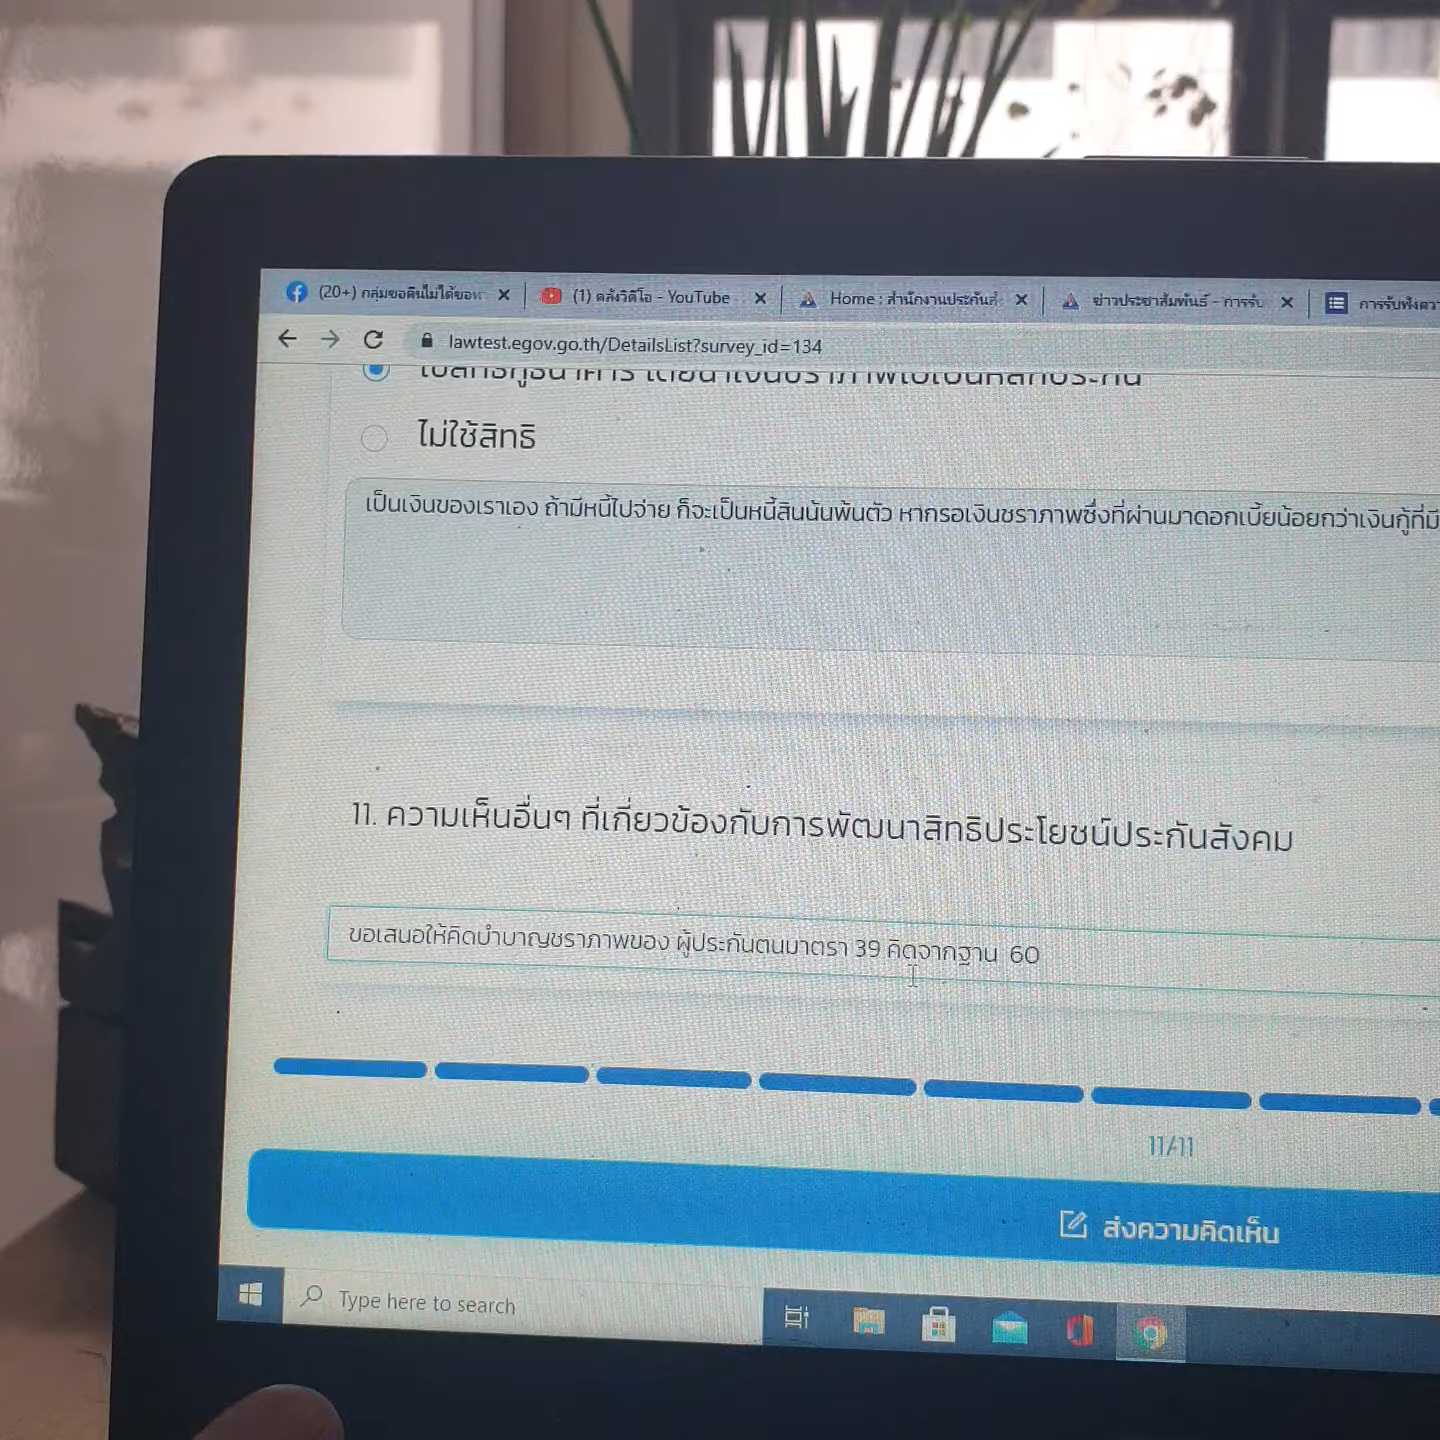 (20+) กลุ่มขอคืนไม่ได้ขอท
(1) คลังวิดีโอ - YouTube
Home : สำนักงานประกันสั
ข่าวประชาสัมพันธ์ - การรับ
การรับฟังควา
lawtest.egov.go.th/DetailsList?survey_id=134
ไม่ใช้สิทธิ
เป็นเงินของเราเอง ถ้ามีหนี้ไปจ่าย ก็จะเป็นหนี้สินนันพ้นตัว หากรอเงินชราภาพซึ่งที่ผ่านมาดอกเบี้ยน้อยกว่าเงินกู้ที่มี
11. ความเห็นอื่นๆ ที่เกี่ยวข้องกับการพัฒนาสิทธิประโยชน์ประกันสังคม
ขอเสนอให้คิดบำบาญชราภาพของ ผู้ประกันตนมาตรา 39 คิดจากฐาน 60
11/11
ส่งความคิดเห็น
Type here to search